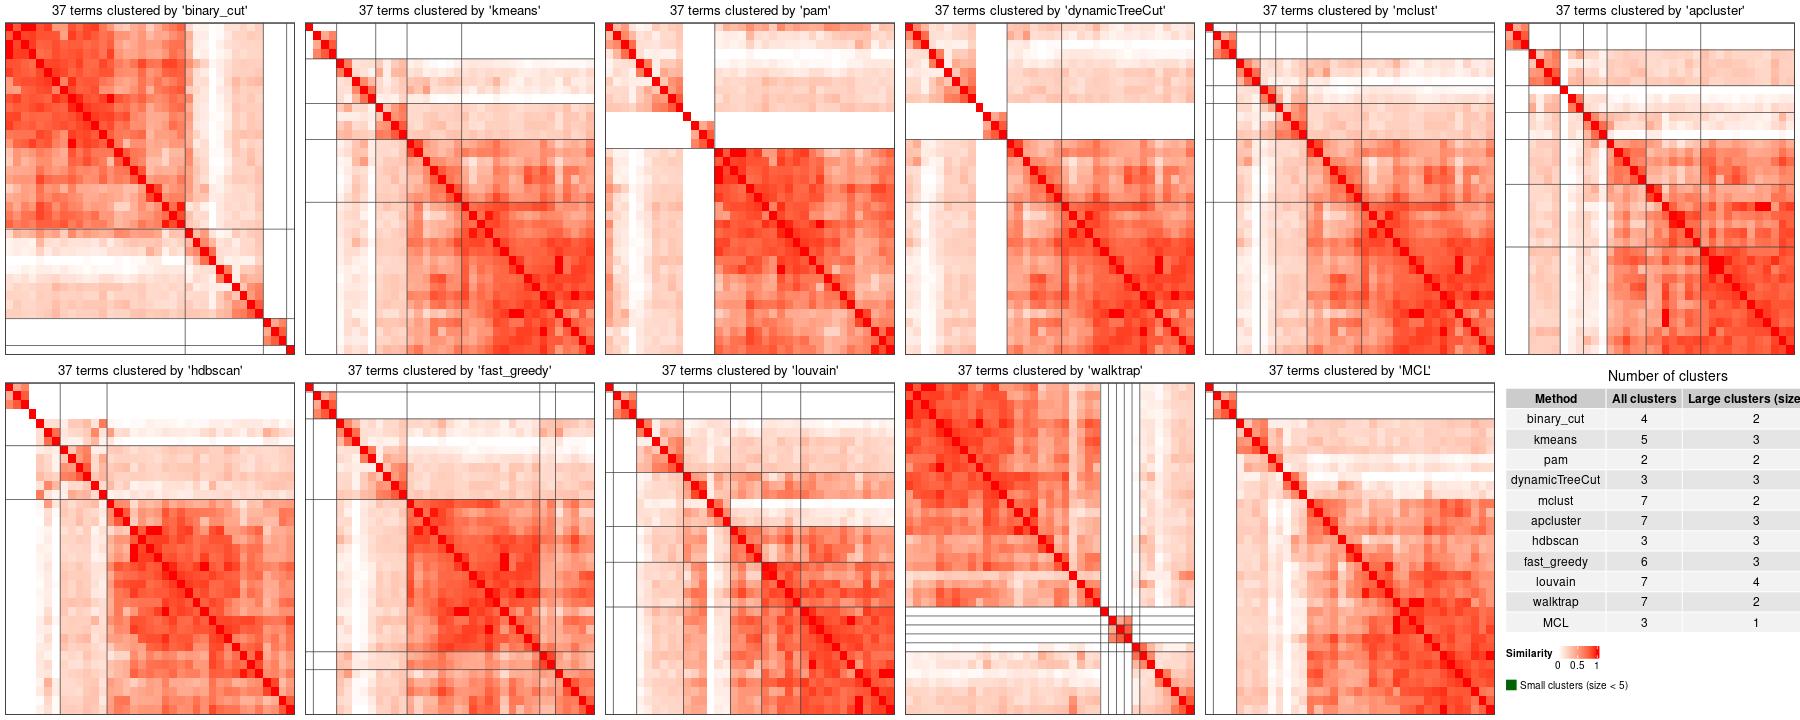 37 terms clustered by 'binary_cut'
37 terms clustered by 'kmeans'
37 terms clustered by 'pam'
37 terms clustered by 'dynamicTreeCut'
37 terms clustered by 'mclust'
37 terms clustered by 'apcluster'
37 terms clustered by 'hdbscan'
37 terms clustered by 'fast_greedy'
37 terms clustered by 'louvain'
37 terms clustered by 'walktrap'
37 terms clustered by 'MCL'
Number of clusters
Method All clusters Large clusters (size
binary_cut 4 2
kmeans 5 3
pam 2 2
dynamicTreeCut 3 3
mclust 7 2
apcluster 7 3
hdbscan 3 3
fast_greedy 6 3
louvain 7 4
walktrap 7 2
MCL 3 1
Similarity
0 0.5 1
Small clusters (size < 5)